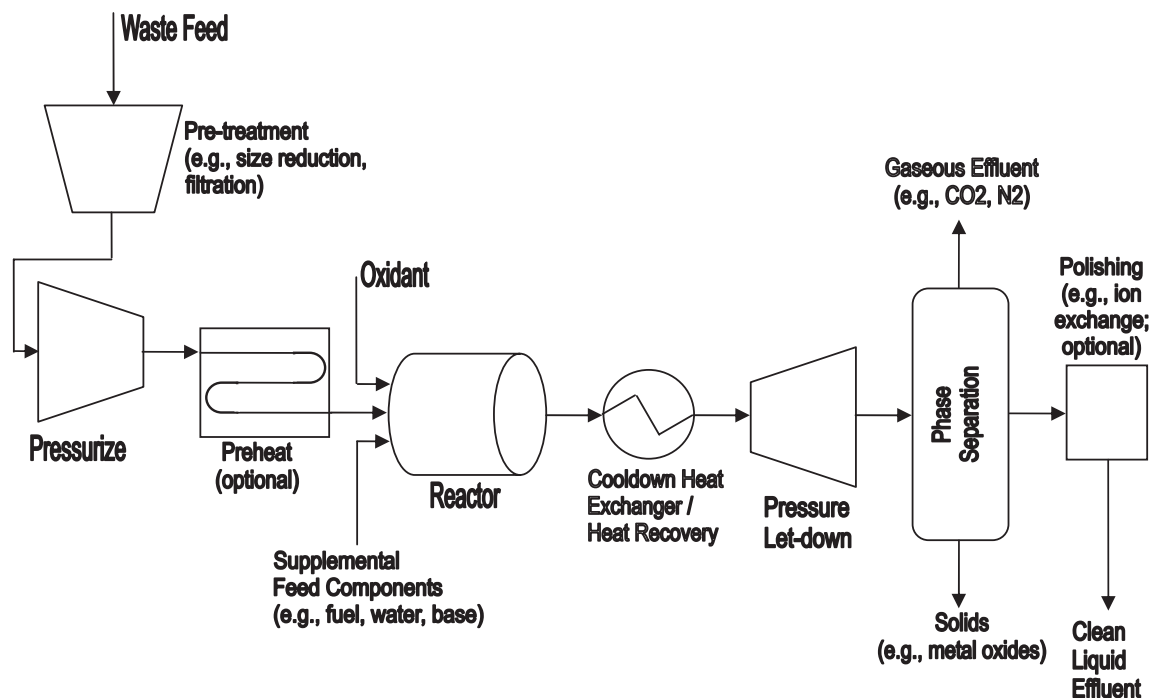 Waste Feed
Pre-treatment
(e.g., size reduction,
filtration)
Pressurize
Preheat
(optional)
Oxidant
Supplemental
Feed Components
(e.g., fuel, water, base)
Reactor
Cooldown Heat
Exchanger /
Heat Recovery
Pressure
Let-down
Gaseous Effluent
(e.g., CO2, N2)
Phase
Separation
Solids
(e.g., metal oxides)
Polishing
(e.g., ion
exchange;
optional)
Clean
Liquid
Effluent